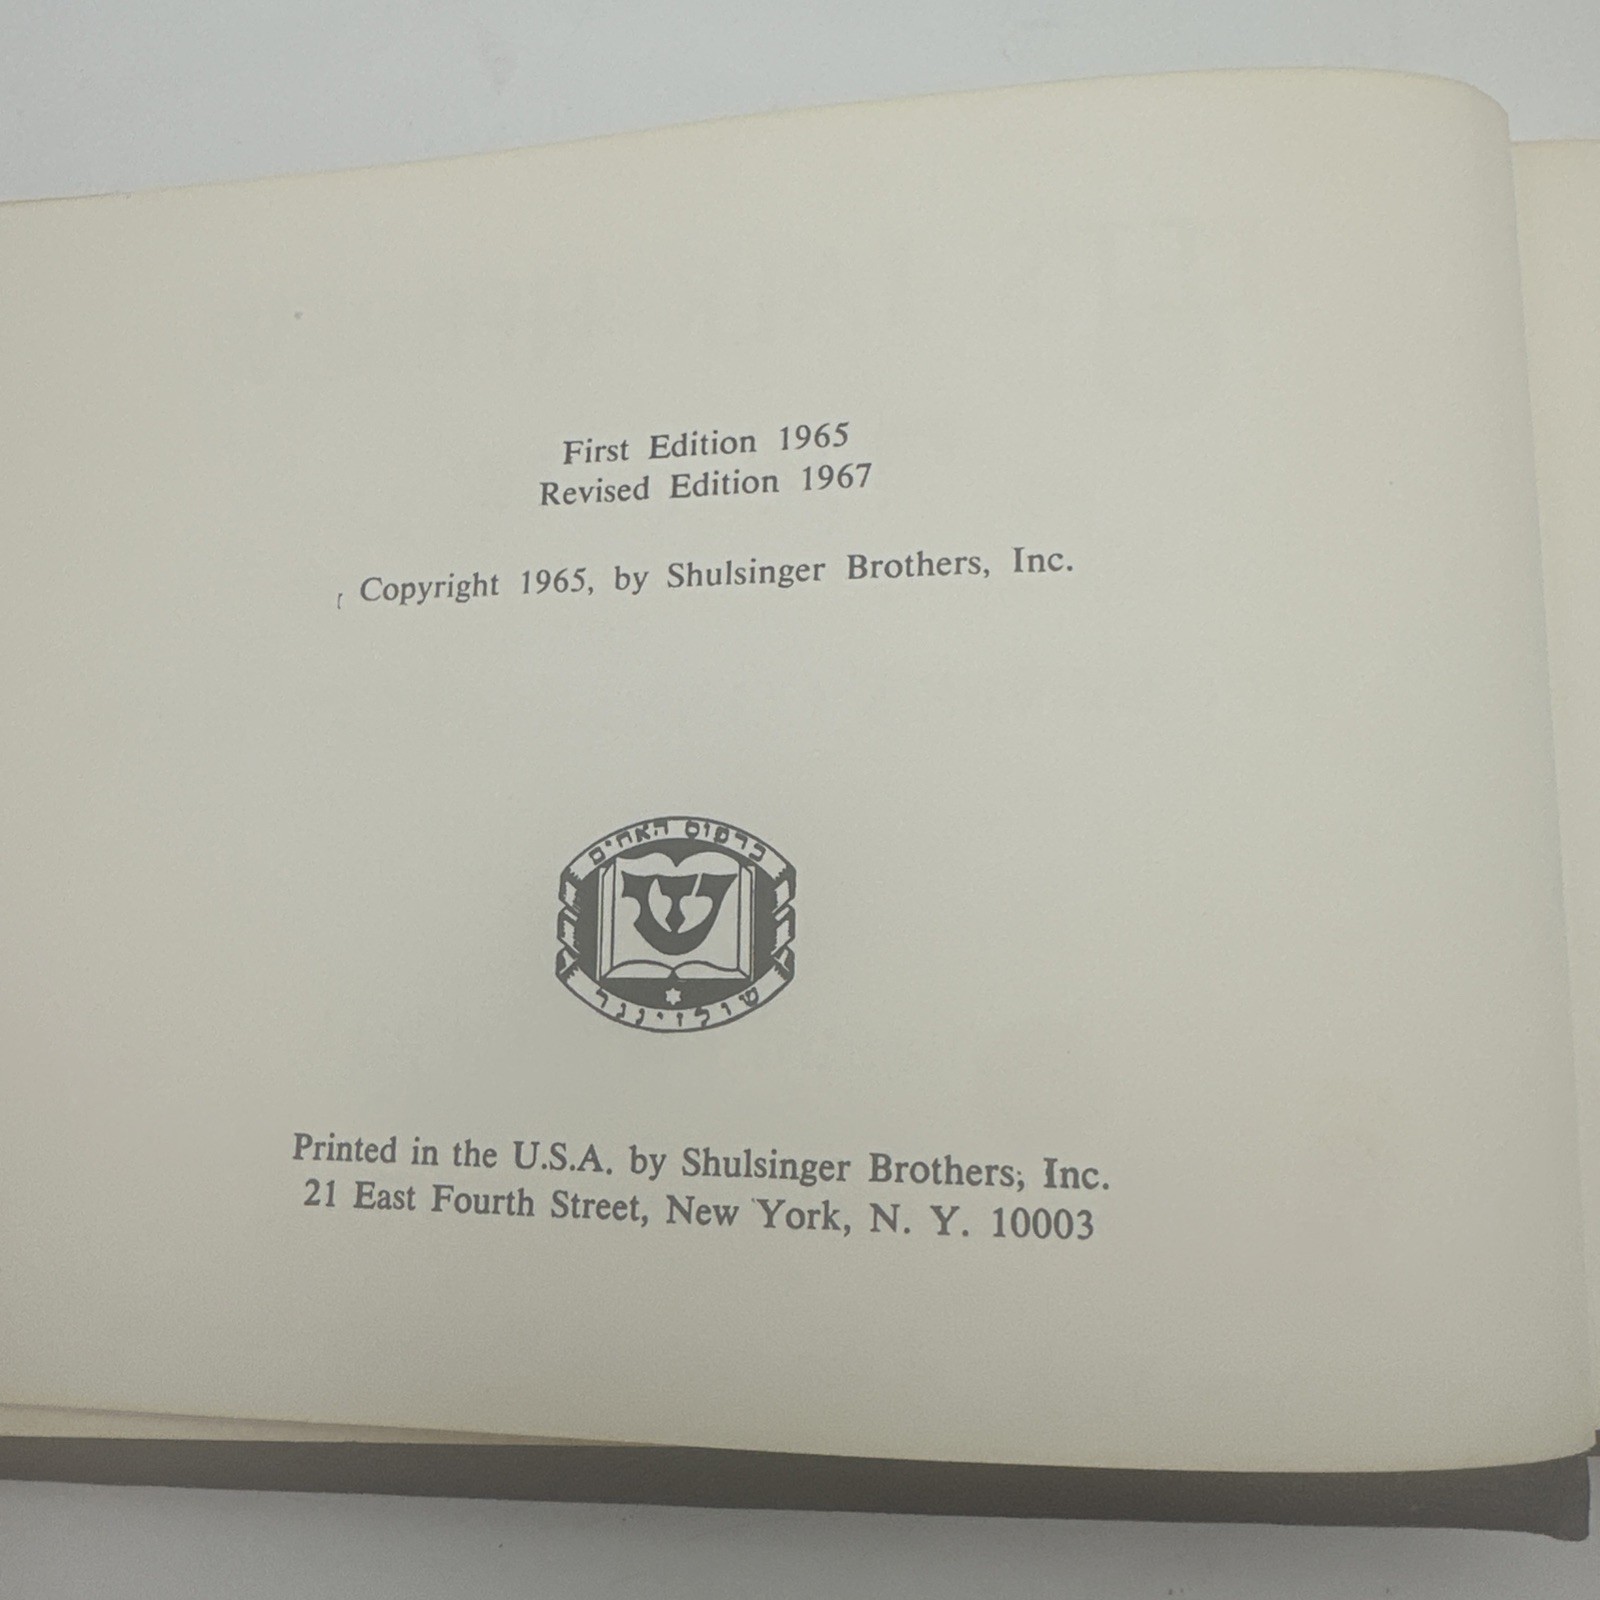 First Edition 1965
Revised Edition 1967
Copyright 1965, by Shulsinger Brothers, Inc.
בדפוס האחים
ש
שולזינגר
Printed in the U.S.A. by Shulsinger Brothers; Inc.
21 East Fourth Street, New York, N. Y. 10003